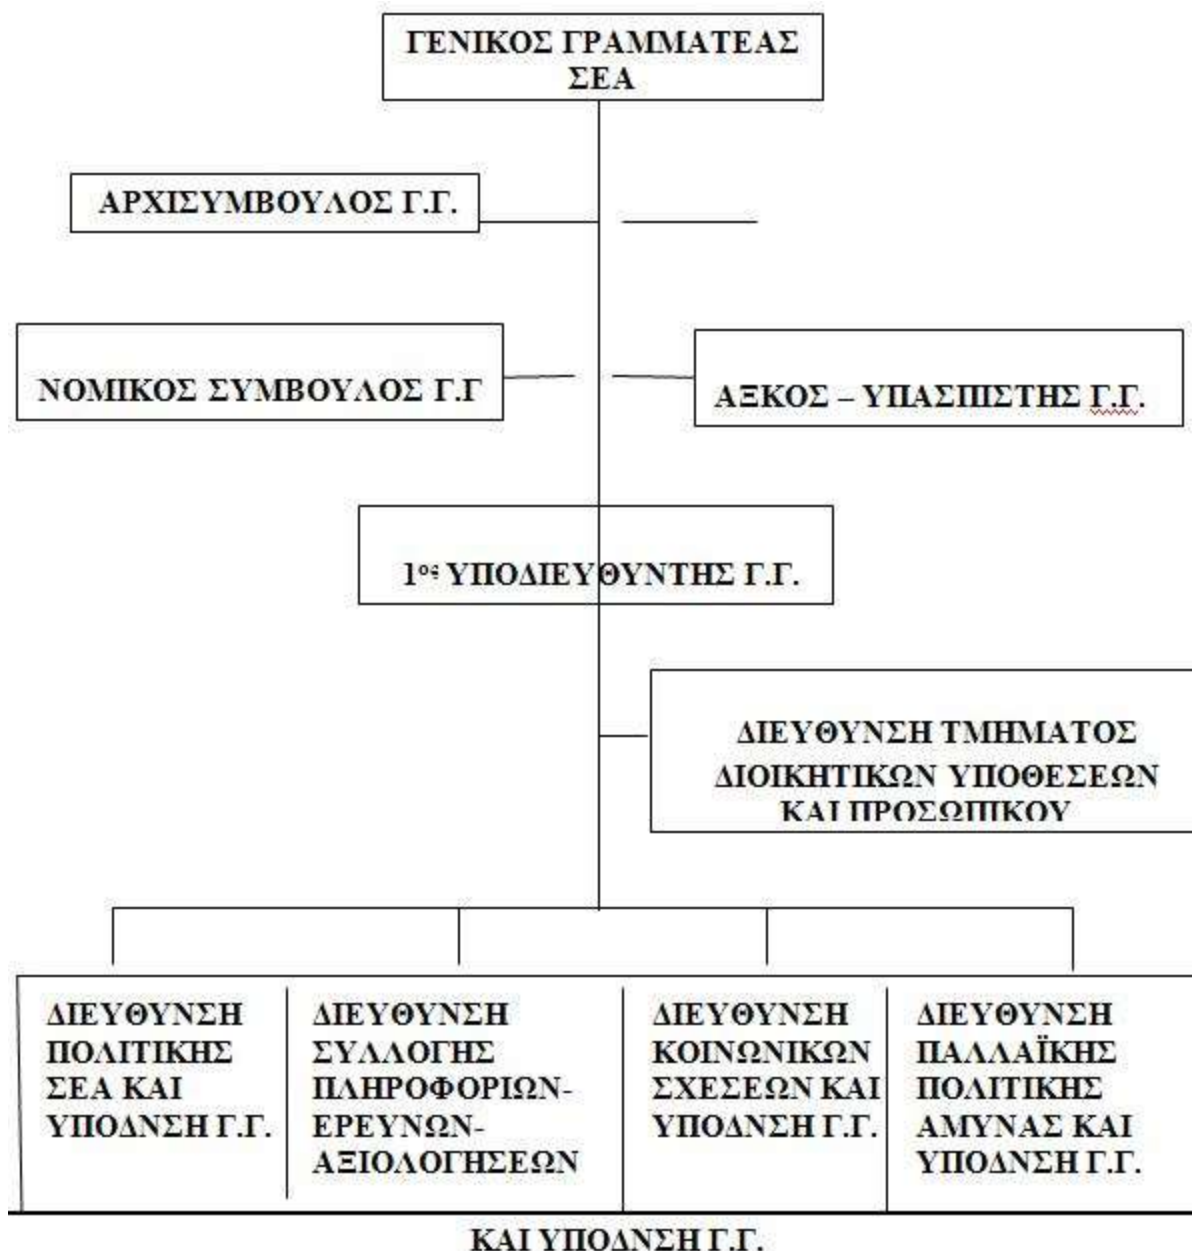 ΓΕΝΙΚΟΣ ΓΡΑΜΜΑΤΕΑΣ
ΣΕΑ
ΑΡΧΙΣΥΜΒΟΥΛΟΣ Γ.Γ.
ΝΟΜΙΚΟΣ ΣΥΜΒΟΥΛΟΣ Γ.Γ
ΑΞΚΟΣ – ΥΠΑΣΠΙΣΤΗΣ Γ.Γ.
1ος ΥΠΟΔΙΕΥΘΥΝΤΗΣ Γ.Γ.
ΔΙΕΥΘΥΝΣΗ ΤΜΗΜΑΤΟΣ
ΔΙΟΙΚΗΤΙΚΩΝ ΥΠΟΘΕΣΕΩΝ
ΚΑΙ ΠΡΟΣΩΠΙΚΟΥ
ΔΙΕΥΘΥΝΣΗ
ΠΟΛΙΤΙΚΗΣ
ΣΕΑ ΚΑΙ
ΥΠΟΔΝΣΗ Γ.Γ.
ΔΙΕΥΘΥΝΣΗ
ΣΥΛΛΟΓΗΣ
ΠΛΗΡΟΦΟΡΙΩΝ-
ΕΡΕΥΝΩΝ-
ΑΞΙΟΛΟΓΗΣΕΩΝ
ΔΙΕΥΘΥΝΣΗ
ΚΟΙΝΩΝΙΚΩΝ
ΣΧΕΣΕΩΝ ΚΑΙ
ΥΠΟΔΝΣΗ Γ.Γ.
ΔΙΕΥΘΥΝΣΗ
ΠΑΛΛΑΪΚΗΣ
ΠΟΛΙΤΙΚΗΣ
ΑΜΥΝΑΣ ΚΑΙ
ΥΠΟΔΝΣΗ Γ.Γ.
ΚΑΙ ΥΠΟΔΝΣΗ Γ.Γ.